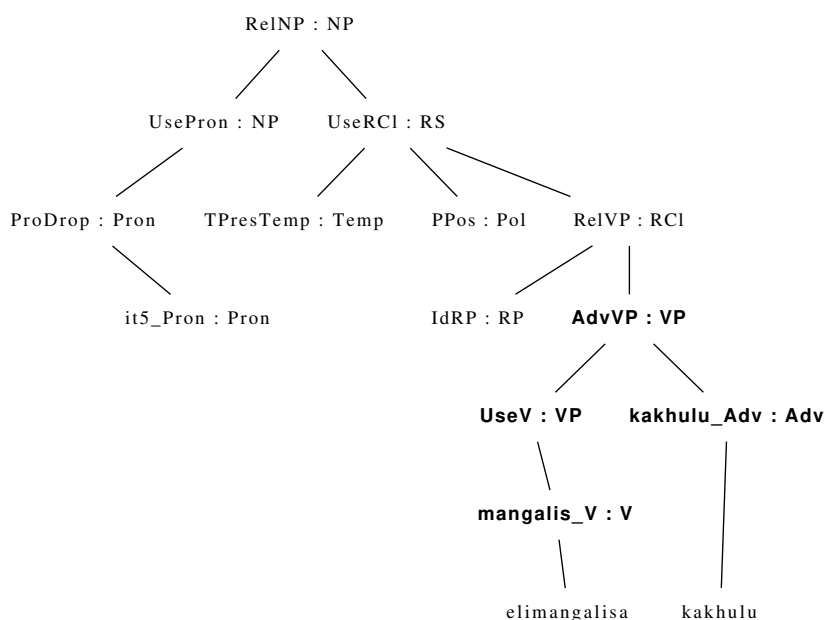 RelNP : NP
UsePron : NP UseRCl : RS
ProDrop : Pron TPresTemp : Temp PPos : Pol RelVP : RCl
it5_Pron : Pron IdRP : RP AdvVP : VP
UseV : VP kakhulu_Adv : Adv
mangalis_V : V
elimangalisa kakhulu